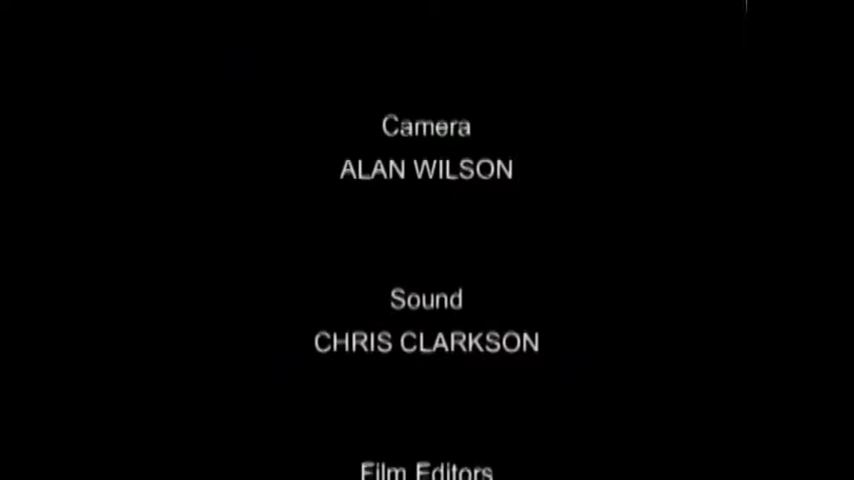 Camera
ALAN WILSON
Sound
CHRIS CLARKSON
Film Editors